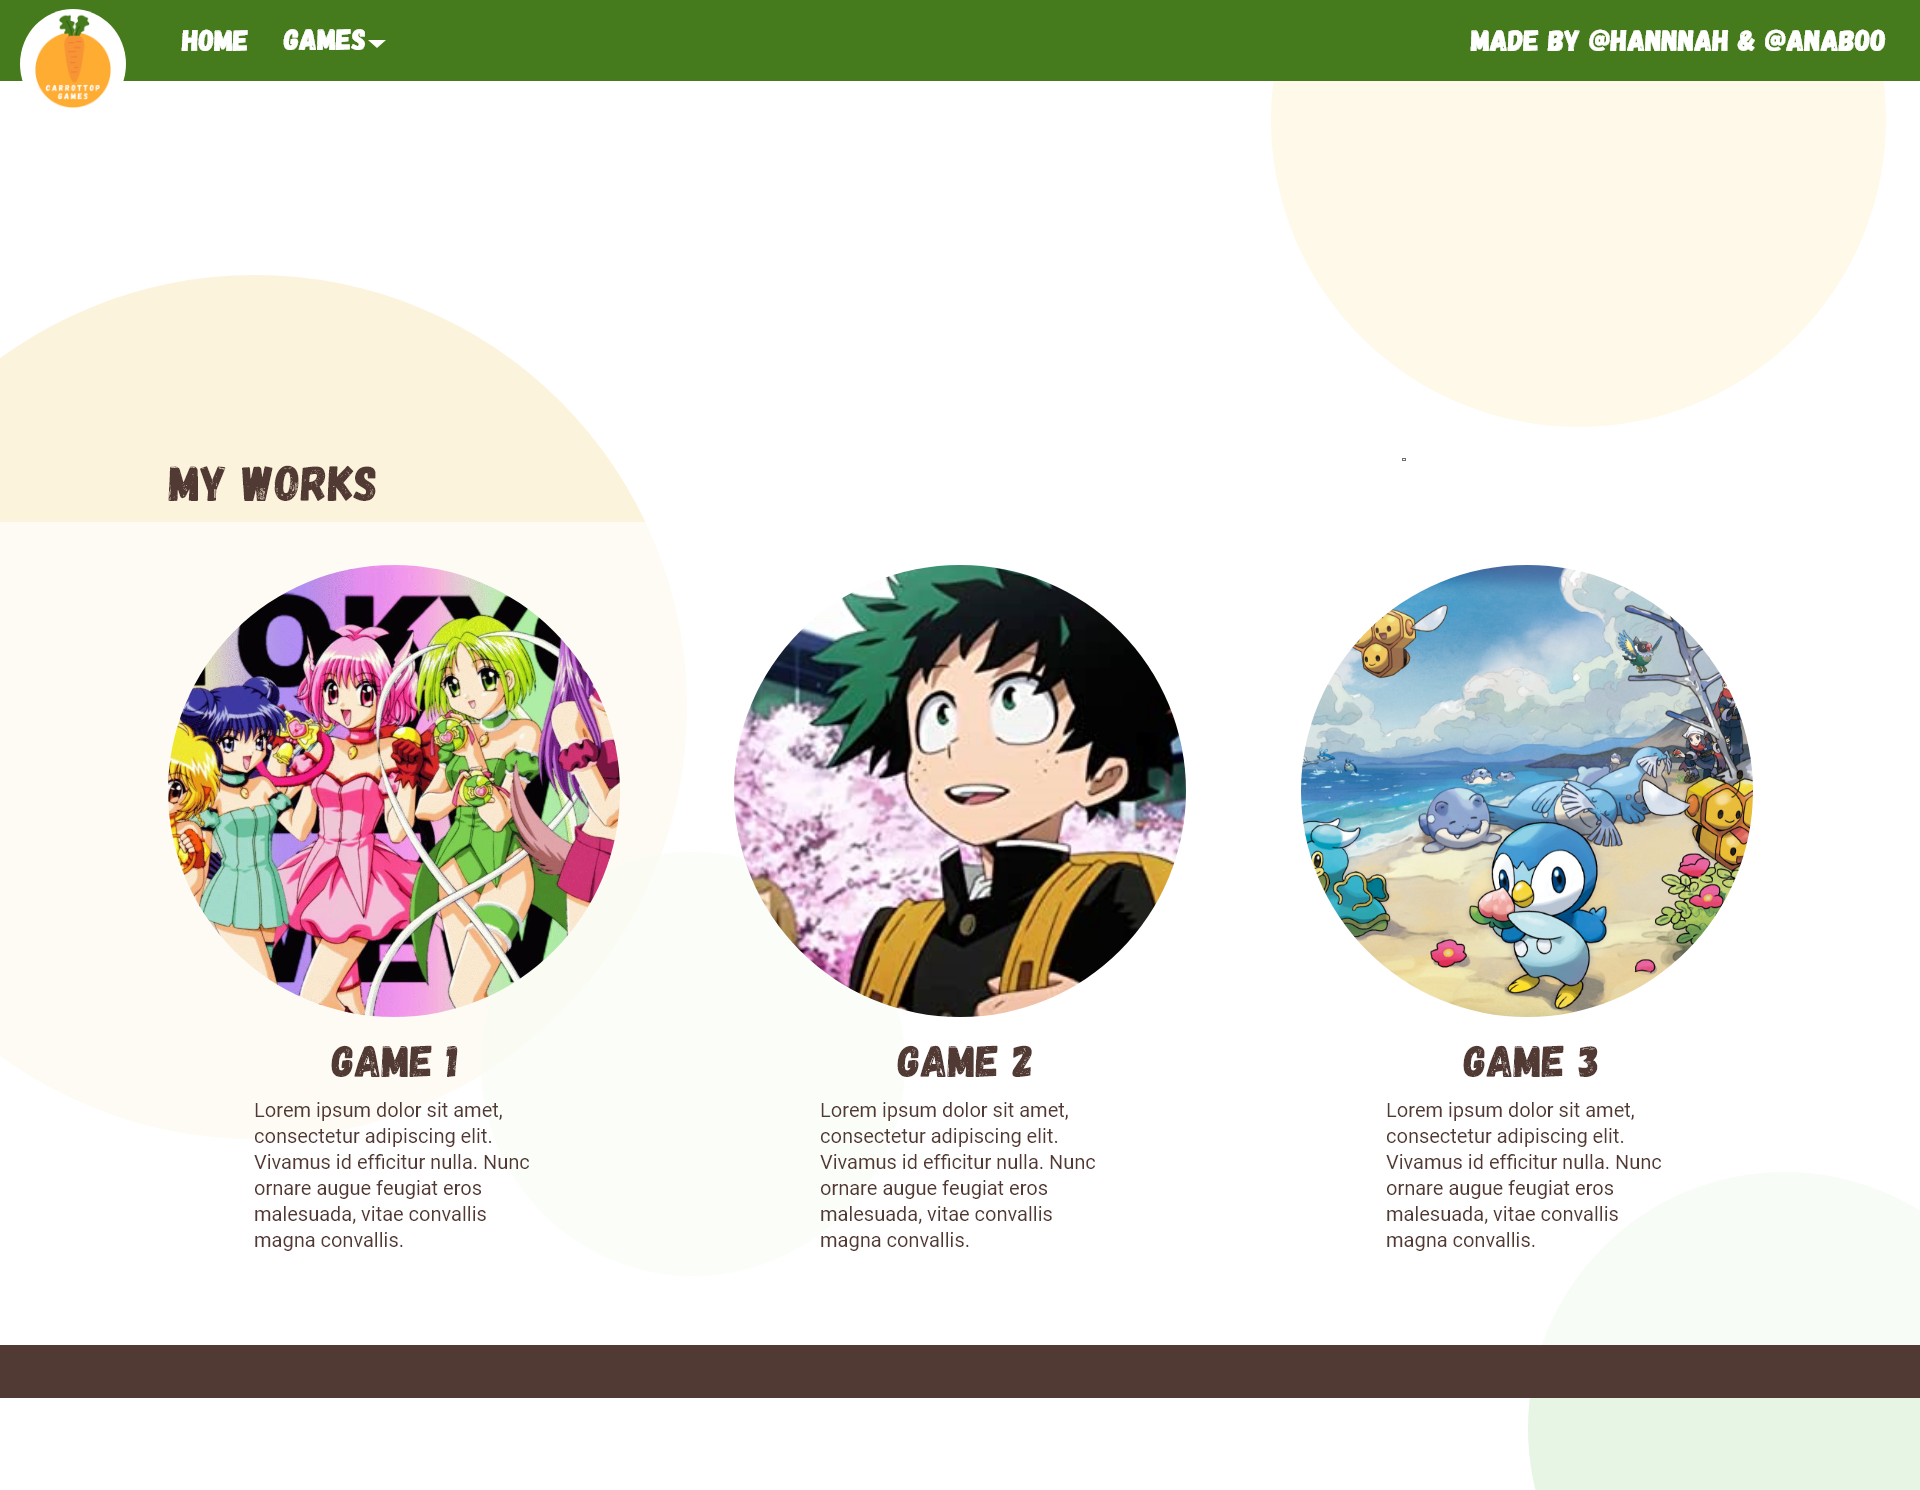 HOME GAMES MADE BY @HANNNAH & @ANABOO
CARROTTOP
GAMES
MY WORKS
TOKYO
GAME 1
Lorem ipsum dolor sit amet,
consectetur adipiscing elit.
Vivamus id efficitur nulla. Nunc
ornare augue feugiat eros
malesuada, vitae convallis
magna convallis.
GAME 2
Lorem ipsum dolor sit amet,
consectetur adipiscing elit.
Vivamus id efficitur nulla. Nunc
ornare augue feugiat eros
malesuada, vitae convallis
magna convallis.
GAME 3
Lorem ipsum dolor sit amet,
consectetur adipiscing elit.
Vivamus id efficitur nulla. Nunc
ornare augue feugiat eros
malesuada, vitae convallis
magna convallis.